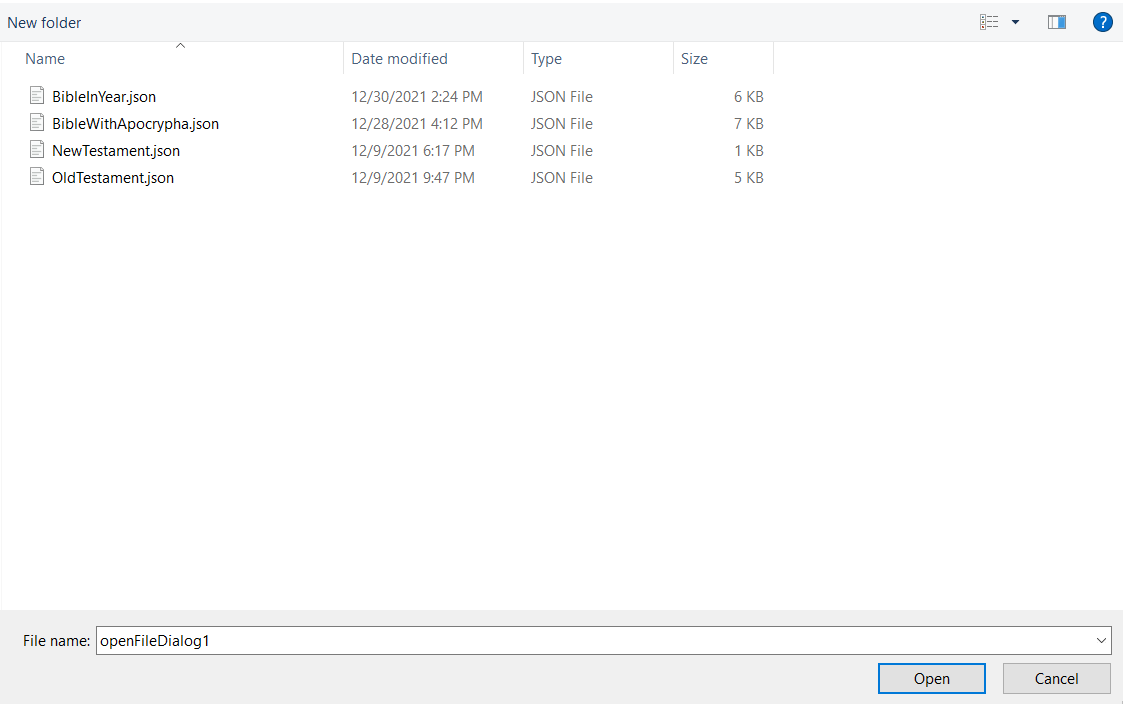 New folder ?
Name Date modified Type Size
BibleInYear.json 12/30/2021 2:24 PM JSON File 6 KB
BibleWithApocrypha.json 12/28/2021 4:12 PM JSON File 7 KB
NewTestament.json 12/9/2021 6:17 PM JSON File 1 KB
OldTestament.json 12/9/2021 9:47 PM JSON File 5 KB
File name: openFileDialog1
Open Cancel